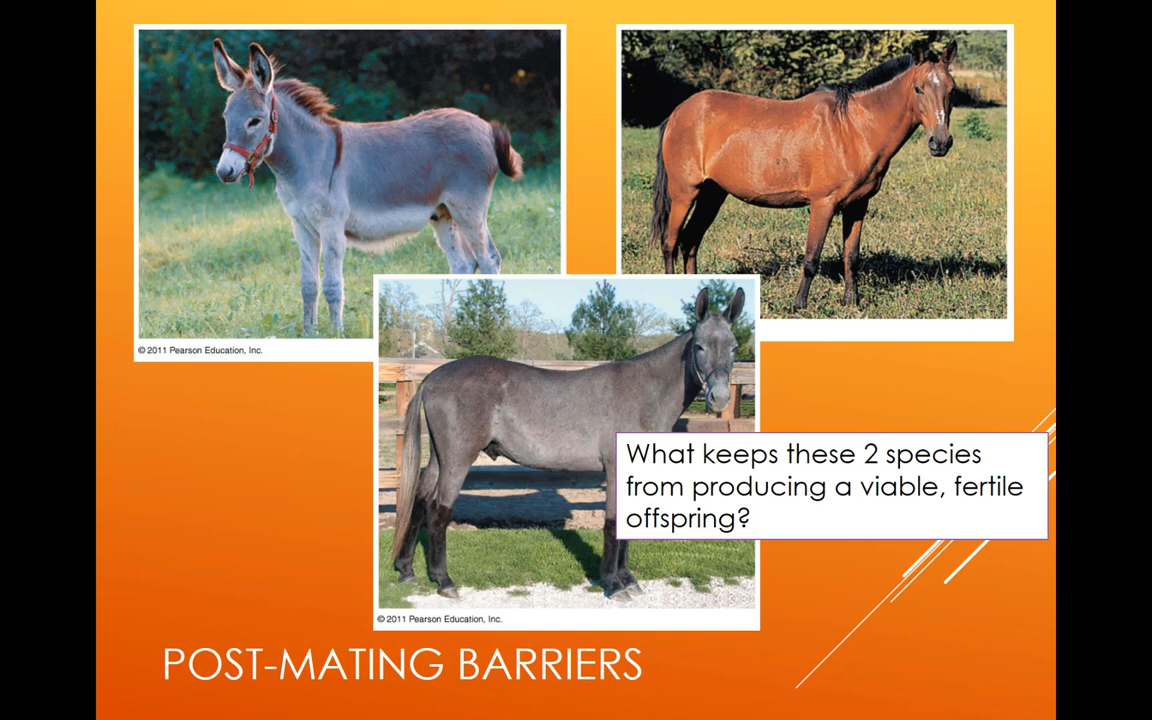 © 2011 Pearson Education, Inc.
What keeps these 2 species
from producing a viable, fertile
offspring?
© 2011 Pearson Education, Inc.
POST-MATING BARRIERS